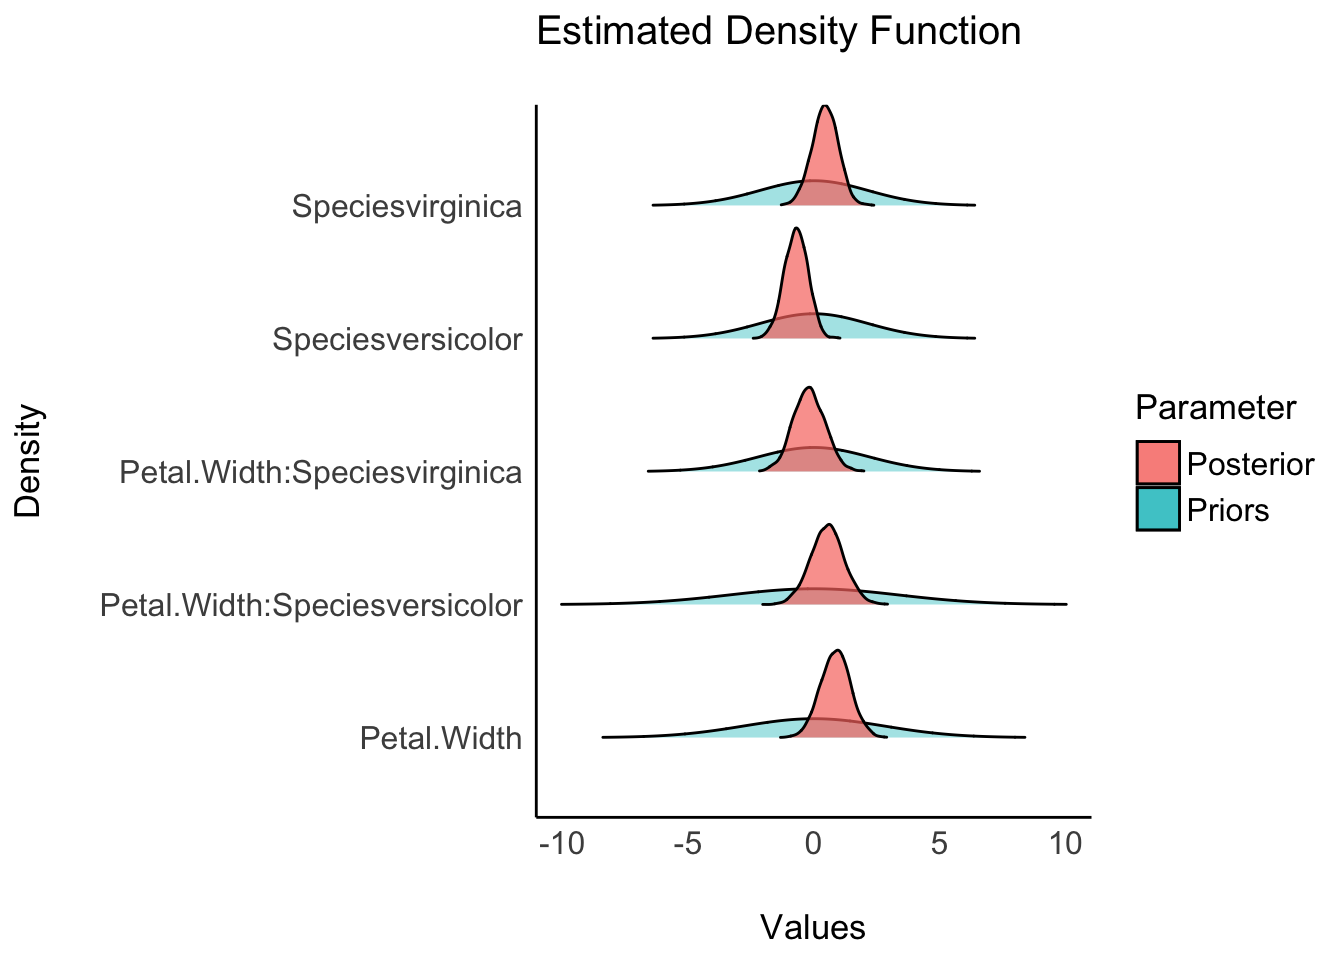 Estimated Density Function
Speciesvirginica
Speciesversicolor
Petal.Width:Speciesvirginica
Petal.Width:Speciesversicolor
Petal.Width
Density
-10 -5 0 5 10
Values
Parameter
Posterior
Priors